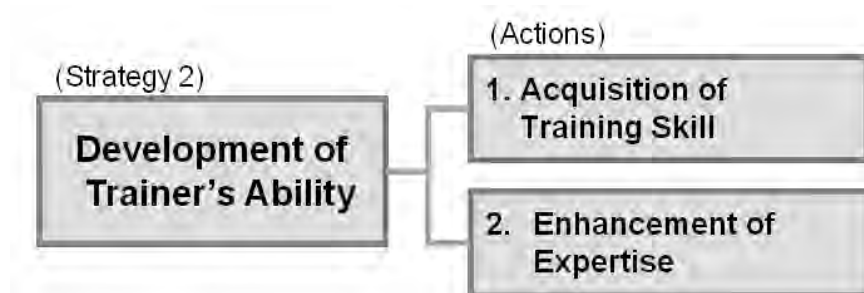 (Strategy 2)
Development of
Trainer's Ability
(Actions)
1. Acquisition of
Training Skill
2. Enhancement of
Expertise